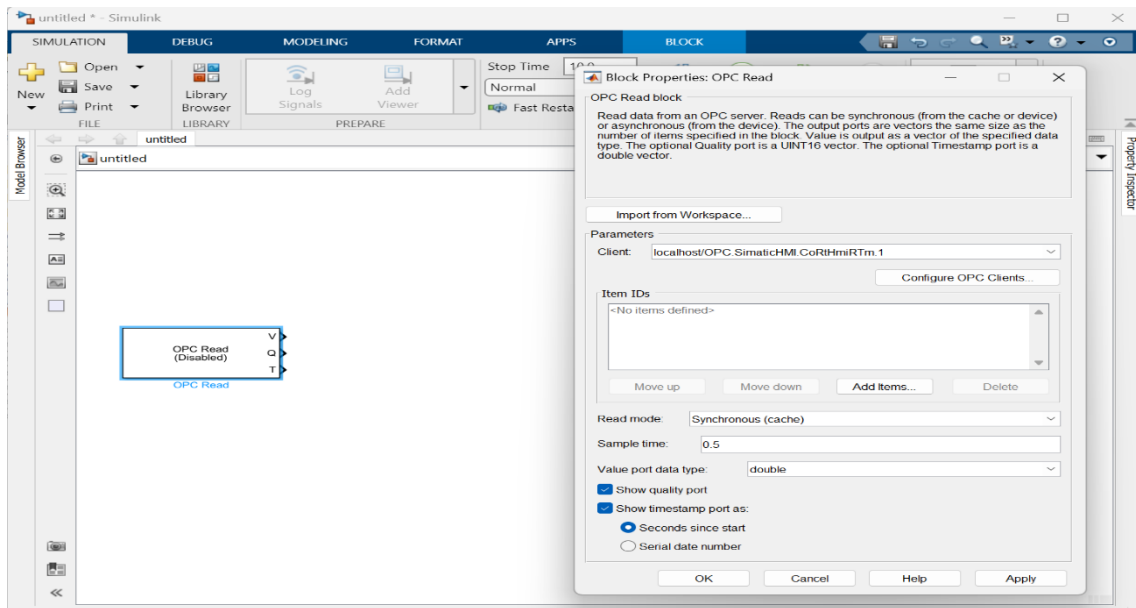 untitled * - Simulink
SIMULATION DEBUG MODELING FORMAT APPS BLOCK
New
Open
Save
Print
FILE
Library
Browser
LIBRARY
Log
Signals
Add
Viewer
PREPARE
Stop Time 10.0
Normal
Fast Resta
untitled
untitled
Model Browser
Property Inspector
OPC Read
(Disabled)
V
Q
T
OPC Read
Block Properties: OPC Read
OPC Read block
Read data from an OPC server. Reads can be synchronous (from the cache or device)
or asynchronous (from the device). The output ports are vectors the same size as the
number of items specified in the block. Value is output as a vector of the specified data
type. The optional Quality port is a UINT16 vector. The optional Timestamp port is a
double vector.
Import from Workspace...
Parameters
Client: localhost/OPC.SimaticHMI.CoRtHmiRTm.1
Configure OPC Clients...
Item IDs
<No items defined>
Move up Move down Add Items... Delete
Read mode: Synchronous (cache)
Sample time: 0.5
Value port data type: double
Show quality port
Show timestamp port as:
Seconds since start
Serial date number
OK Cancel Help Apply